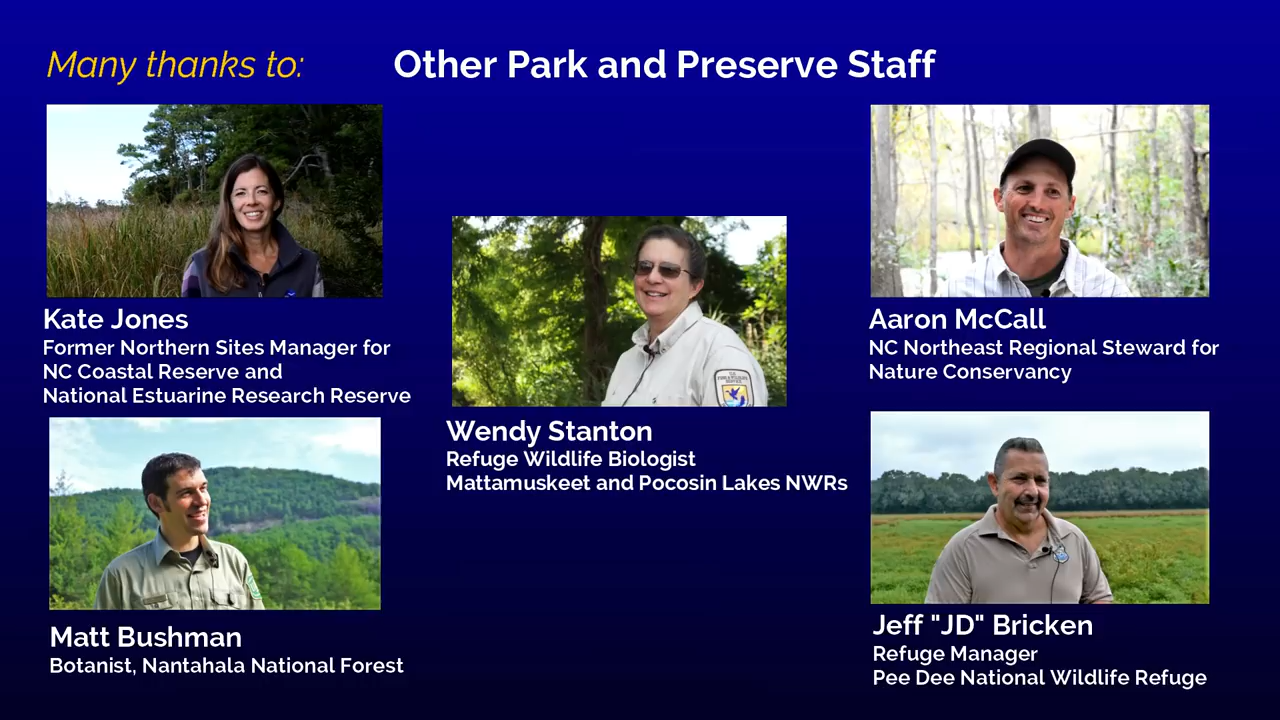 Many thanks to:
Other Park and Preserve Staff
Kate Jones
Former Northern Sites Manager for
NC Coastal Reserve and
National Estuarine Research Reserve
Wendy Stanton
Refuge Wildlife Biologist
Mattamuskeet and Pocosin Lakes NWRs
Aaron McCall
NC Northeast Regional Steward for
Nature Conservancy
Matt Bushman
Botanist, Nantahala National Forest
Jeff "JD" Bricken
Refuge Manager
Pee Dee National Wildlife Refuge